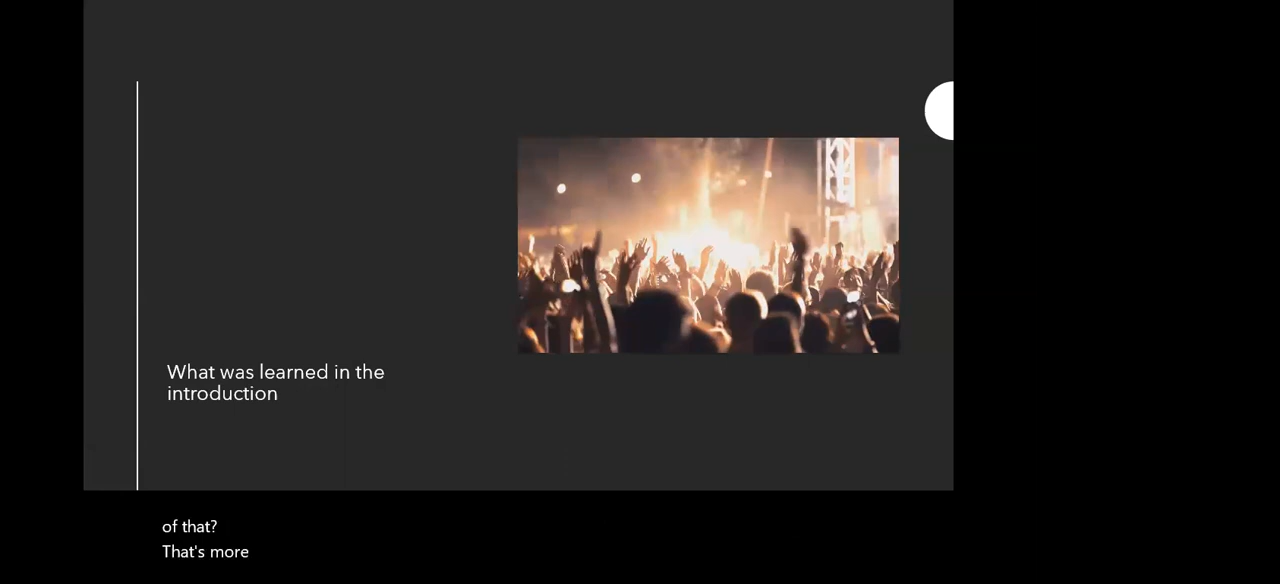 What was learned in the
introduction
of that?
That's more